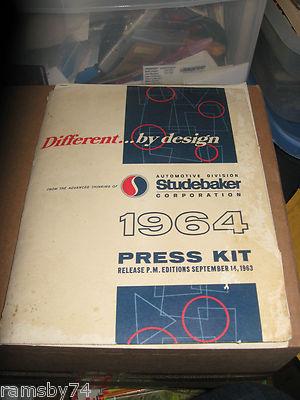 Different...by design
FROM THE ADVANCED THINKING OF
AUTOMOTIVE DIVISION
Studebaker
CORPORATION
1964
PRESS KIT
RELEASE P.M. EDITIONS SEPTEMBER 14, 1963
ramsby74